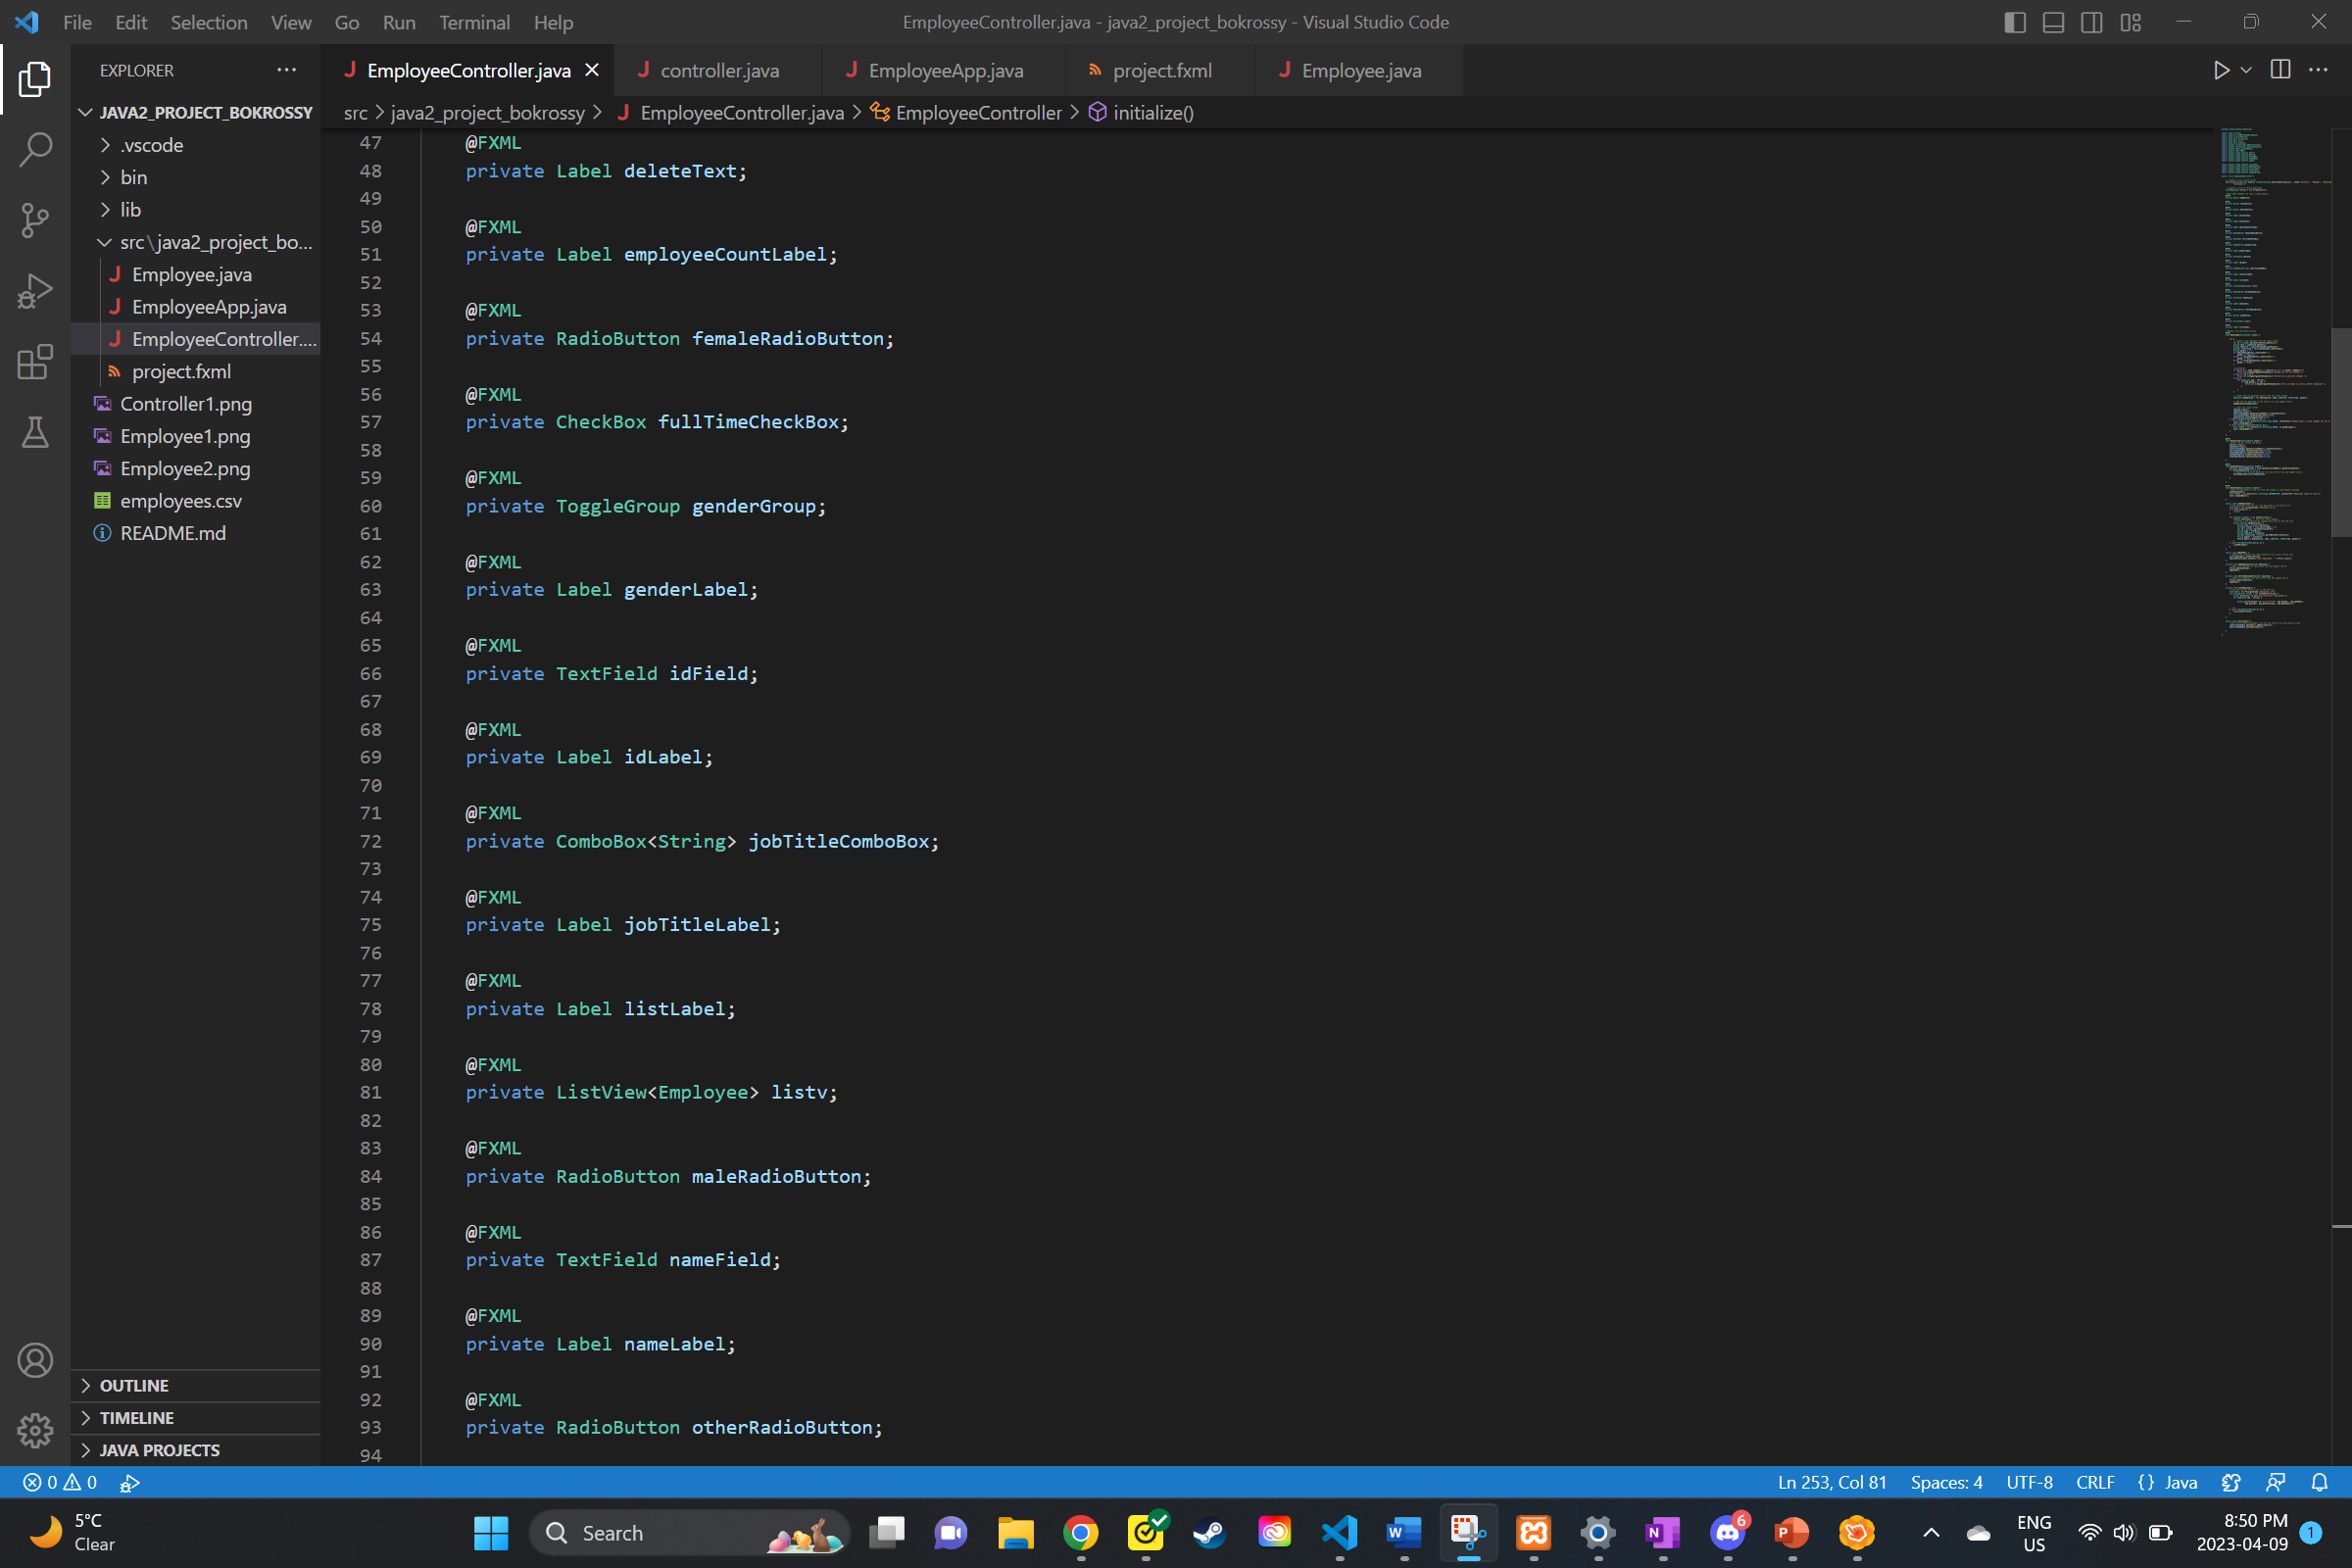 File Edit Selection View Go Run Terminal Help
EmployeeController.java - java2_project_bokrossy - Visual Studio Code
EXPLORER
JAVA2_PROJECT_BOKROSSY
.vscode
bin
lib
src\java2_project_bo...
Employee.java
EmployeeApp.java
EmployeeController....
project.fxml
Controller1.png
Employee1.png
Employee2.png
employees.csv
README.md
OUTLINE
TIMELINE
JAVA PROJECTS
EmployeeController.java controller.java EmployeeApp.java project.fxml Employee.java
src > java2_project_bokrossy > EmployeeController.java > EmployeeController > initialize()
47 @FXML
48 private Label deleteText;
49
50 @FXML
51 private Label employeeCountLabel;
52
53 @FXML
54 private RadioButton femaleRadioButton;
55
56 @FXML
57 private CheckBox fullTimeCheckBox;
58
59 @FXML
60 private ToggleGroup genderGroup;
61
62 @FXML
63 private Label genderLabel;
64
65 @FXML
66 private TextField idField;
67
68 @FXML
69 private Label idLabel;
70
71 @FXML
72 private ComboBox<String> jobTitleComboBox;
73
74 @FXML
75 private Label jobTitleLabel;
76
77 @FXML
78 private Label listLabel;
79
80 @FXML
81 private ListView<Employee> listv;
82
83 @FXML
84 private RadioButton maleRadioButton;
85
86 @FXML
87 private TextField nameField;
88
89 @FXML
90 private Label nameLabel;
91
92 @FXML
93 private RadioButton otherRadioButton;
94
0 0
Ln 253, Col 81 Spaces: 4 UTF-8 CRLF {} Java
5°C
Clear
Search
6
ENG
US
8:50 PM
2023-04-09
1